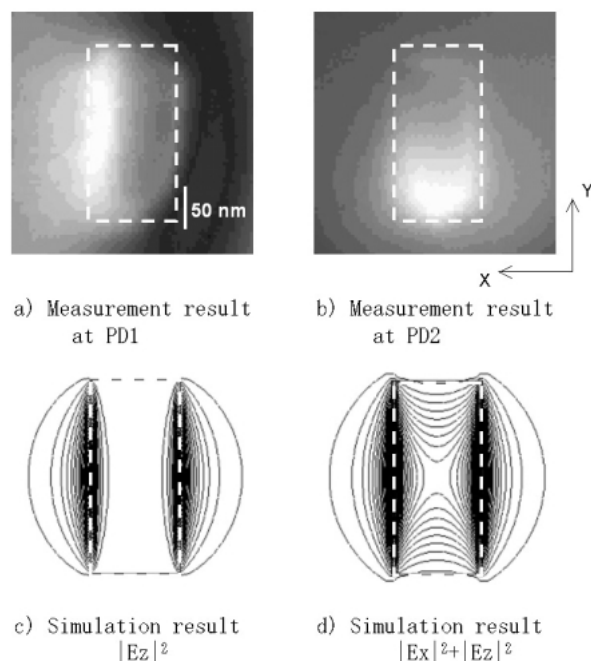 50 nm
Y
X
a) Measurement result
at PD1
b) Measurement result
at PD2
c) Simulation result
|Ez|²
d) Simulation result
|Ex|²+|Ez|²